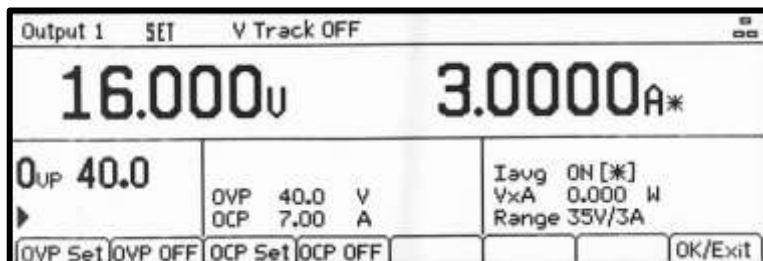 Output 1 SET V Track OFF
16.000V 3.0000A*
OVP 40.0
OVP 40.0 V
OCP 7.00 A
Iavg ON [*]
VxA 0.000 W
Range 35V/3A
OVP Set OVP OFF OCP Set OCP OFF OK/Exit